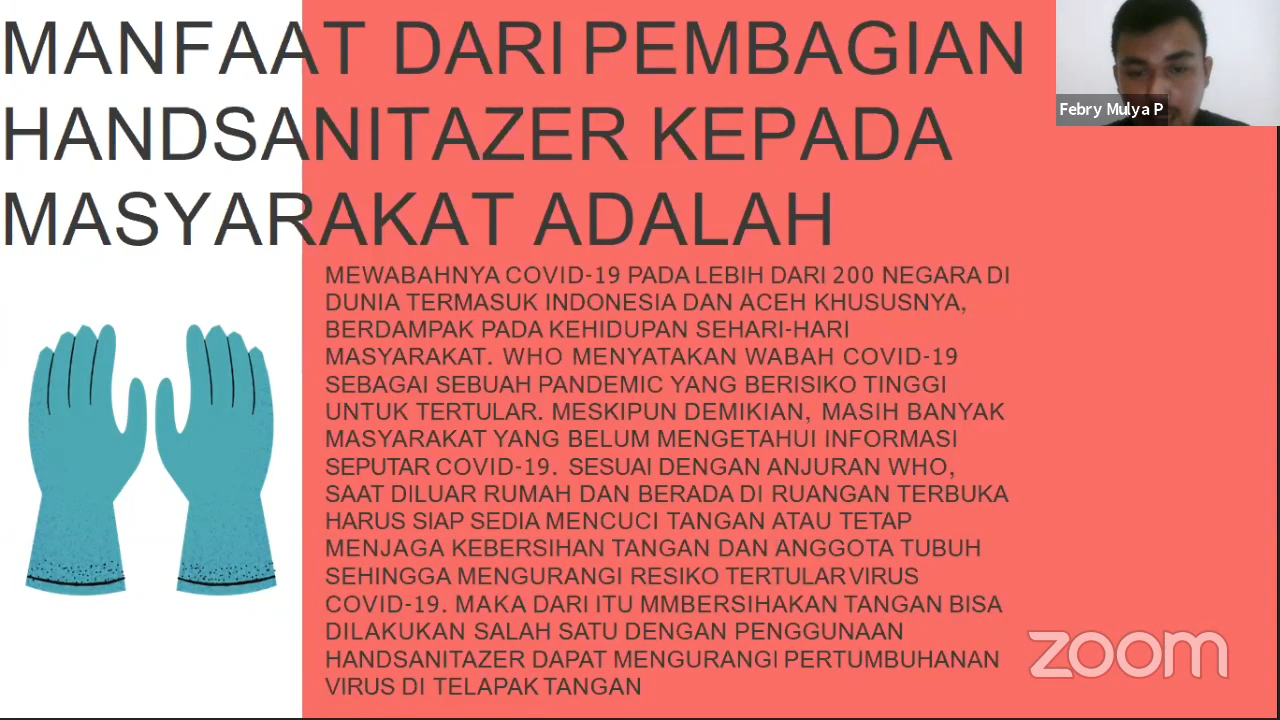 MANFAAT DARI PEMBAGIAN
HANDSANITAZER KEPADA
MASYARAKAT ADALAH
Febry Mulya P
MEWABAHNYA COVID-19 PADA LEBIH DARI 200 NEGARA DI
DUNIA TERMASUK INDONESIA DAN ACEH KHUSUSNYA,
BERDAMPAK PADA KEHIDUPAN SEHARI-HARI
MASYARAKAT. WHO MENYATAKAN WABAH COVID-19
SEBAGAI SEBUAH PANDEMIC YANG BERISIKO TINGGI
UNTUK TERTULAR. MESKIPUN DEMIKIAN, MASIH BANYAK
MASYARAKAT YANG BELUM MENGETAHUI INFORMASI
SEPUTAR COVID-19. SESUAI DENGAN ANJURAN WHO,
SAAT DILUAR RUMAH DAN BERADA DI RUANGAN TERBUKA
HARUS SIAP SEDIA MENCUCI TANGAN ATAU TETAP
MENJAGA KEBERSIHAN TANGAN DAN ANGGOTA TUBUH
SEHINGGA MENGURANGI RESIKO TERTULAR VIRUS
COVID-19. MAKA DARI ITU MMBERSIHAKAN TANGAN BISA
DILAKUKAN SALAH SATU DENGAN PENGGUNAAN
HANDSANITAZER DAPAT MENGURANGI PERTUMBUHANAN
VIRUS DI TELAPAK TANGAN
zoom